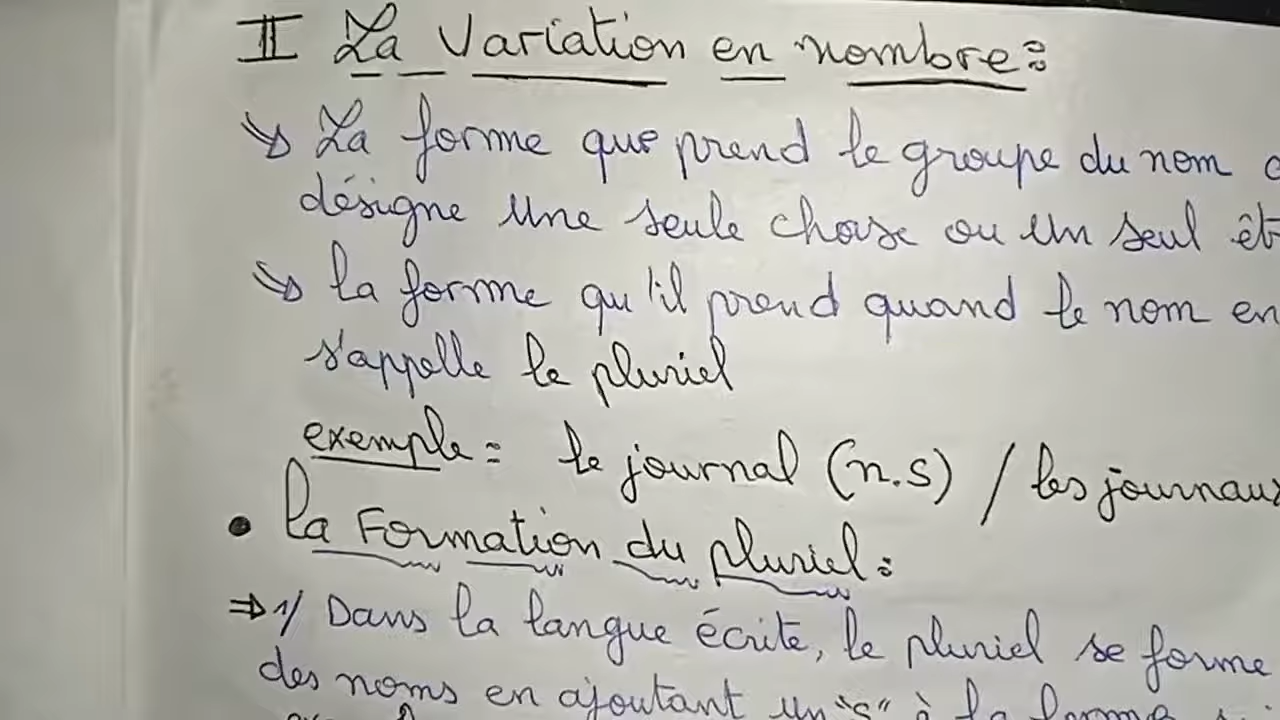 II La Variation en nombre:
La forme que prend le groupe du nom
désigne une seule chose ou un seul êt
la forme qu'il prend quand le nom en
s'appelle le pluriel
exemple: le journal (n.s) / les journaux
• la Formation du pluriel:
⇒ 1/ Dans la langue écrite, le pluriel se forme
des noms en ajoutant un "s" à la forme